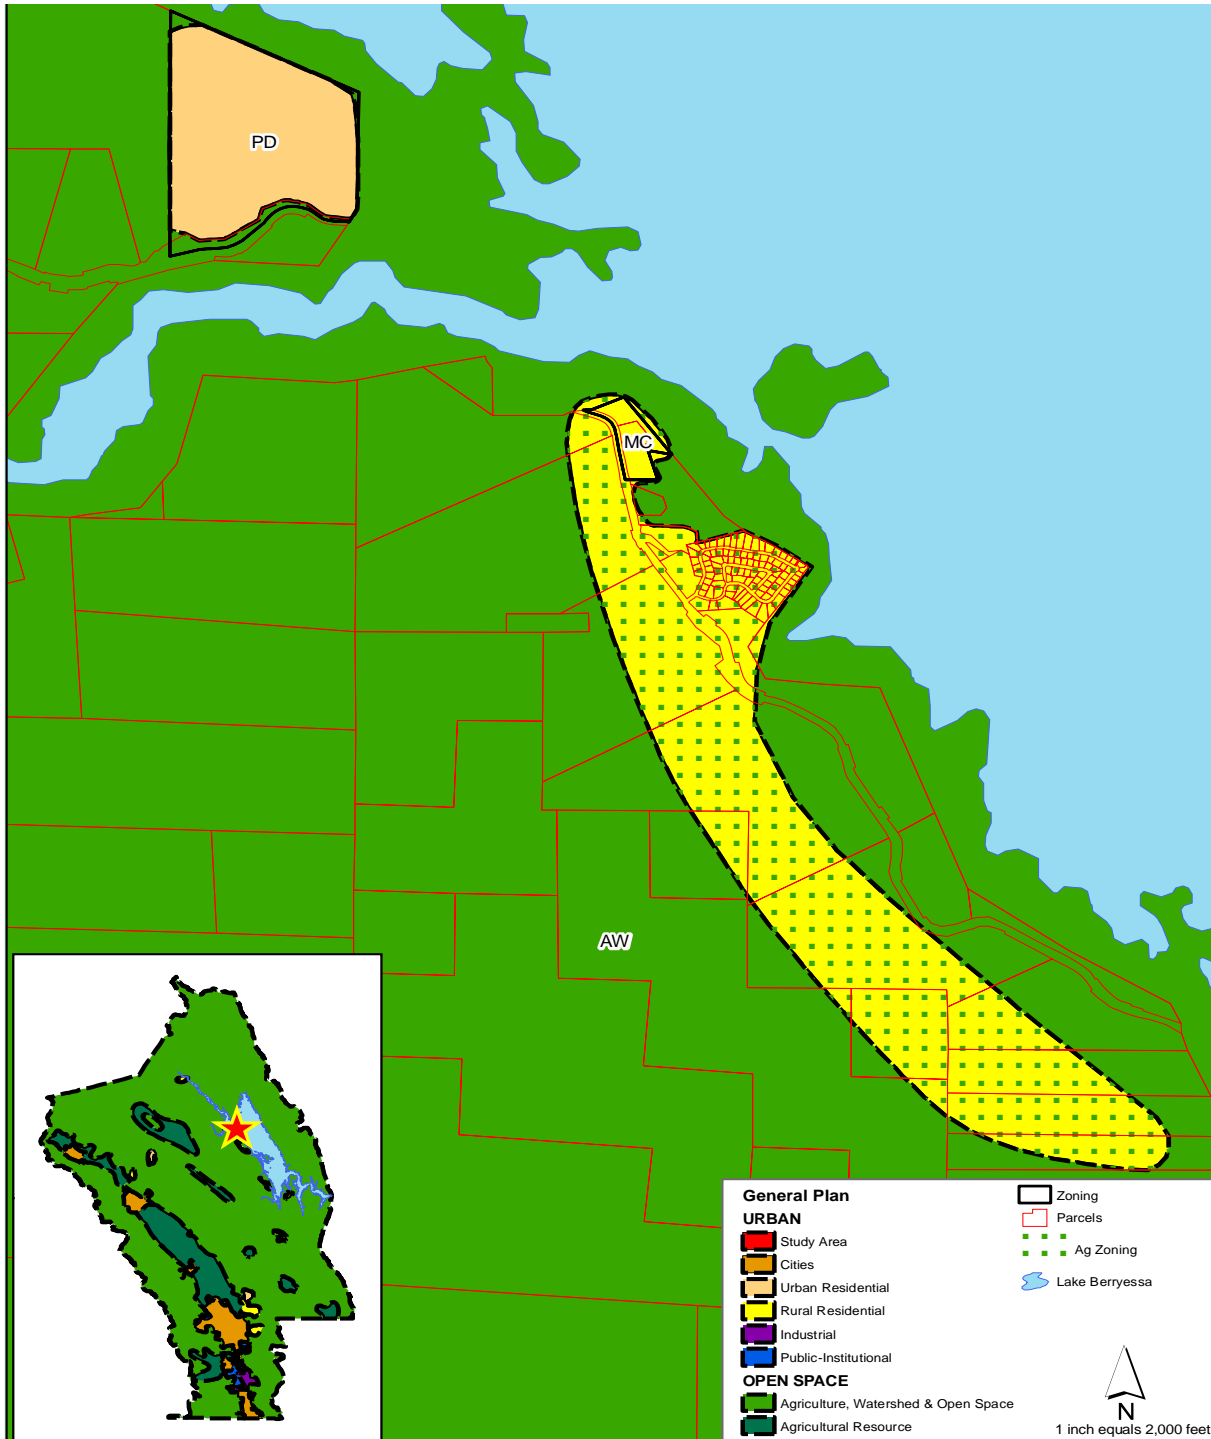 PD
MC
AW
General Plan
URBAN
Study Area
Cities
Urban Residential
Rural Residential
Industrial
Public-Institutional
OPEN SPACE
Agriculture, Watershed & Open Space
Agricultural Resource
Zoning
Parcels
Ag Zoning
Lake Berryessa
N
1 inch equals 2,000 feet